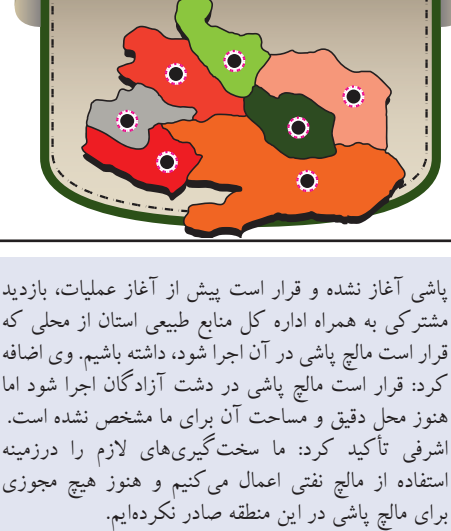 پاشی آغاز نشده و قرار است پیش از آغاز عملیات، بازدید
مشترکی به همراه اداره کل منابع طبیعی استان از محلی که
قرار است مالچ پاشی در آن اجرا شود، داشته باشیم. وی اضافه
کرد: قرار است مالچ پاشی در دشت آزادگان اجرا شود اما
هنوز محل دقیق و مساحت آن برای ما مشخص نشده است.
اشرفی تأکید کرد: ما سخت‌گیری‌های لازم را درزمینه
استفاده از مالچ نفتی اعمال می‌کنیم و هنوز هیچ مجوزی
برای مالچ پاشی در این منطقه صادر نکرده‌ایم.